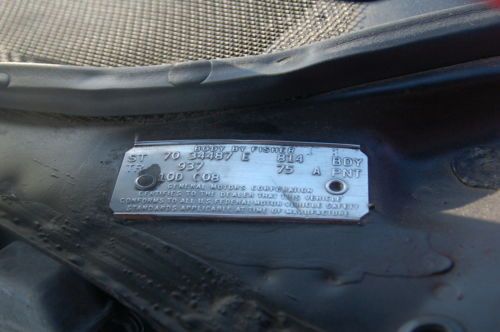 BODY BY FISHER
ST 70 34487 E 814 BDY
TR 937 75 A PNT
10D C08
GENERAL MOTORS CORPORATION
CERTIFIES TO THE DEALER THAT THIS VEHICLE
CONFORMS TO ALL U.S. FEDERAL MOTOR VEHICLE SAFETY
STANDARDS APPLICABLE AT TIME OF MANUFACTURE